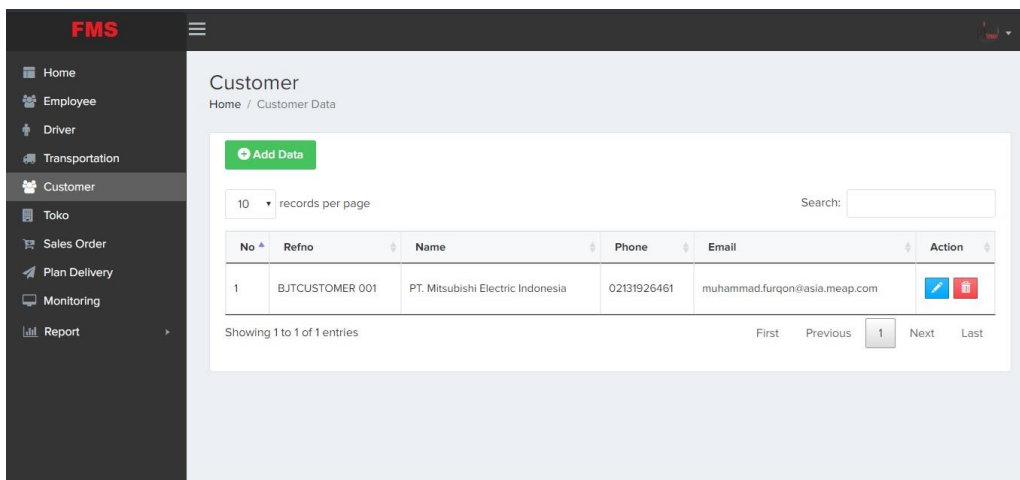 FMS
Home
Employee
Driver
Transportation
Customer
Toko
Sales Order
Plan Delivery
Monitoring
Report
Customer
Home / Customer Data
Add Data
10 records per page
Search:
No Refno Name Phone Email Action
1 BJTCUSTOMER 001 PT. Mitsubishi Electric Indonesia 02131926461 muhammad.furqon@asia.meap.com
Showing 1 to 1 of 1 entries
First Previous 1 Next Last